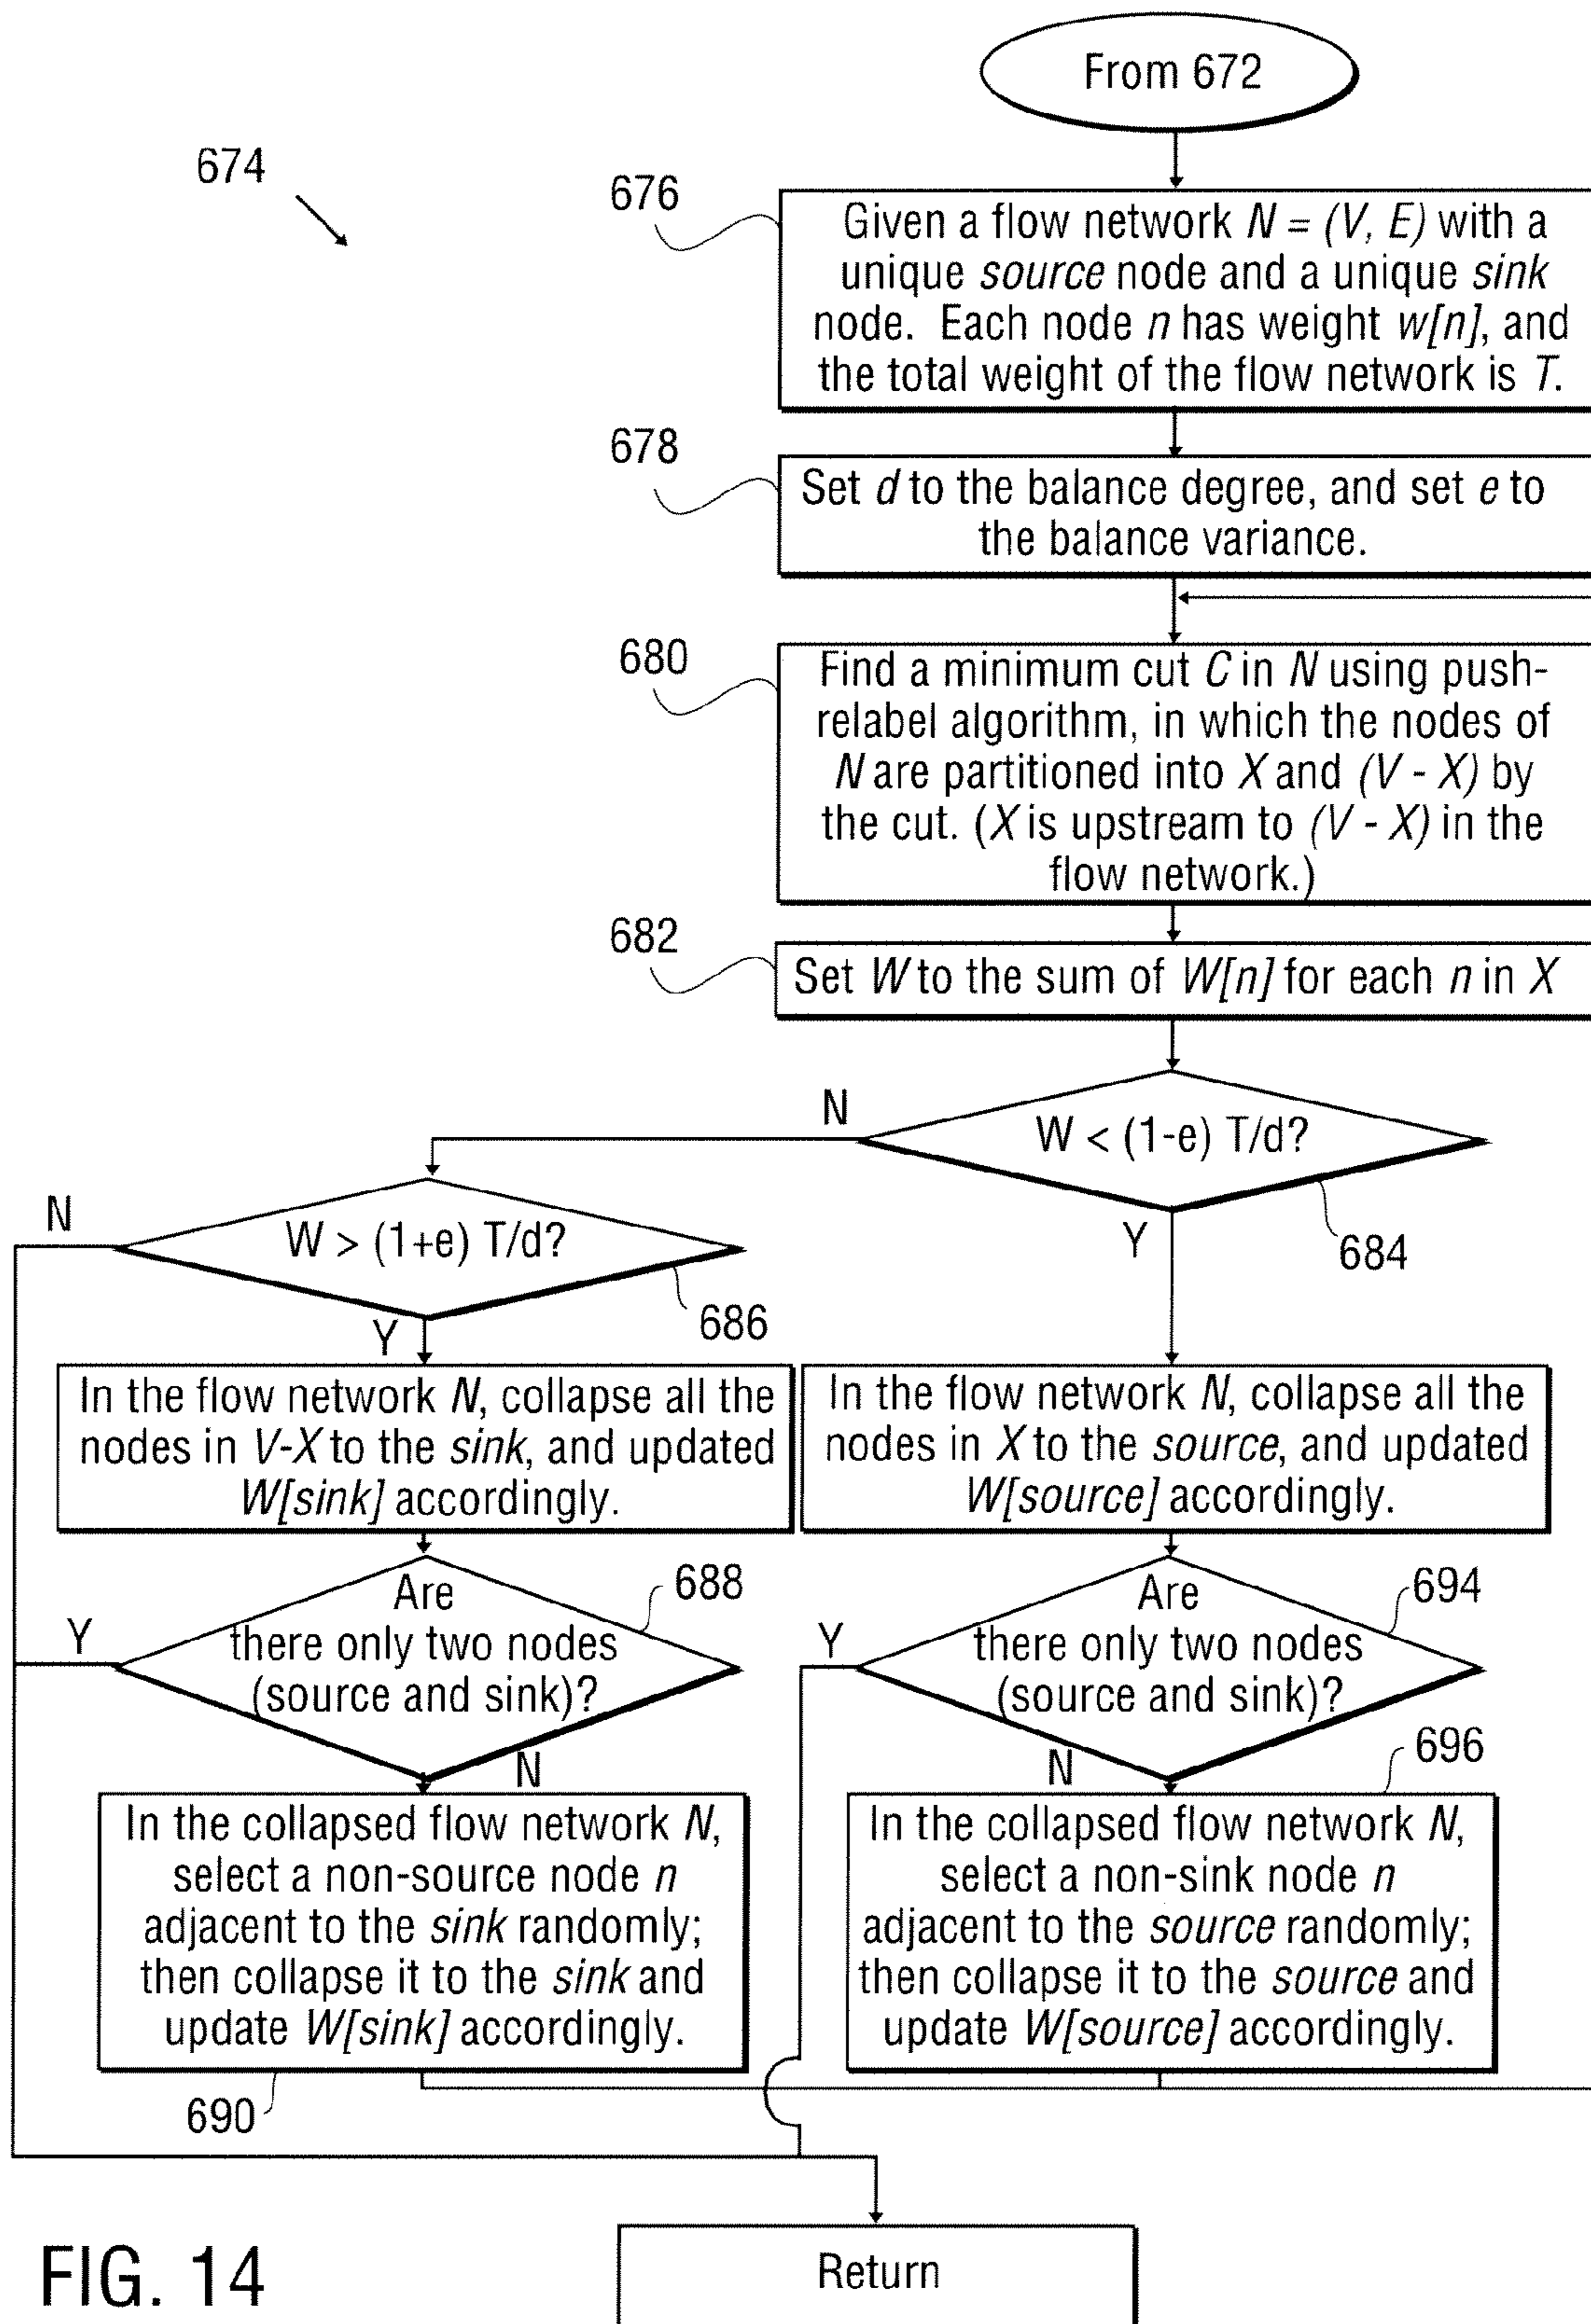 From 672
674
676
Given a flow network N = (V, E) with a
unique source node and a unique sink
node. Each node n has weight w[n], and
the total weight of the flow network is T.
678
Set d to the balance degree, and set e to
the balance variance.
680
Find a minimum cut C in N using push-
relabel algorithm, in which the nodes of
N are partitioned into X and (V - X) by
the cut. (X is upstream to (V - X) in the
flow network.)
682
Set W to the sum of W[n] for each n in X
N
W < (1-e) T/d?
684
Y
N
W > (1+e) T/d?
686
Y
In the flow network N, collapse all the
nodes in V-X to the sink, and updated
W[sink] accordingly.
In the flow network N, collapse all the
nodes in X to the source, and updated
W[source] accordingly.
688
Y
Are
there only two nodes
(source and sink)?
N
694
Y
Are
there only two nodes
(source and sink)?
N
696
In the collapsed flow network N,
select a non-source node n
adjacent to the sink randomly;
then collapse it to the sink and
update W[sink] accordingly.
690
In the collapsed flow network N,
select a non-sink node n
adjacent to the source randomly;
then collapse it to the source and
update W[source] accordingly.
FIG. 14
Return